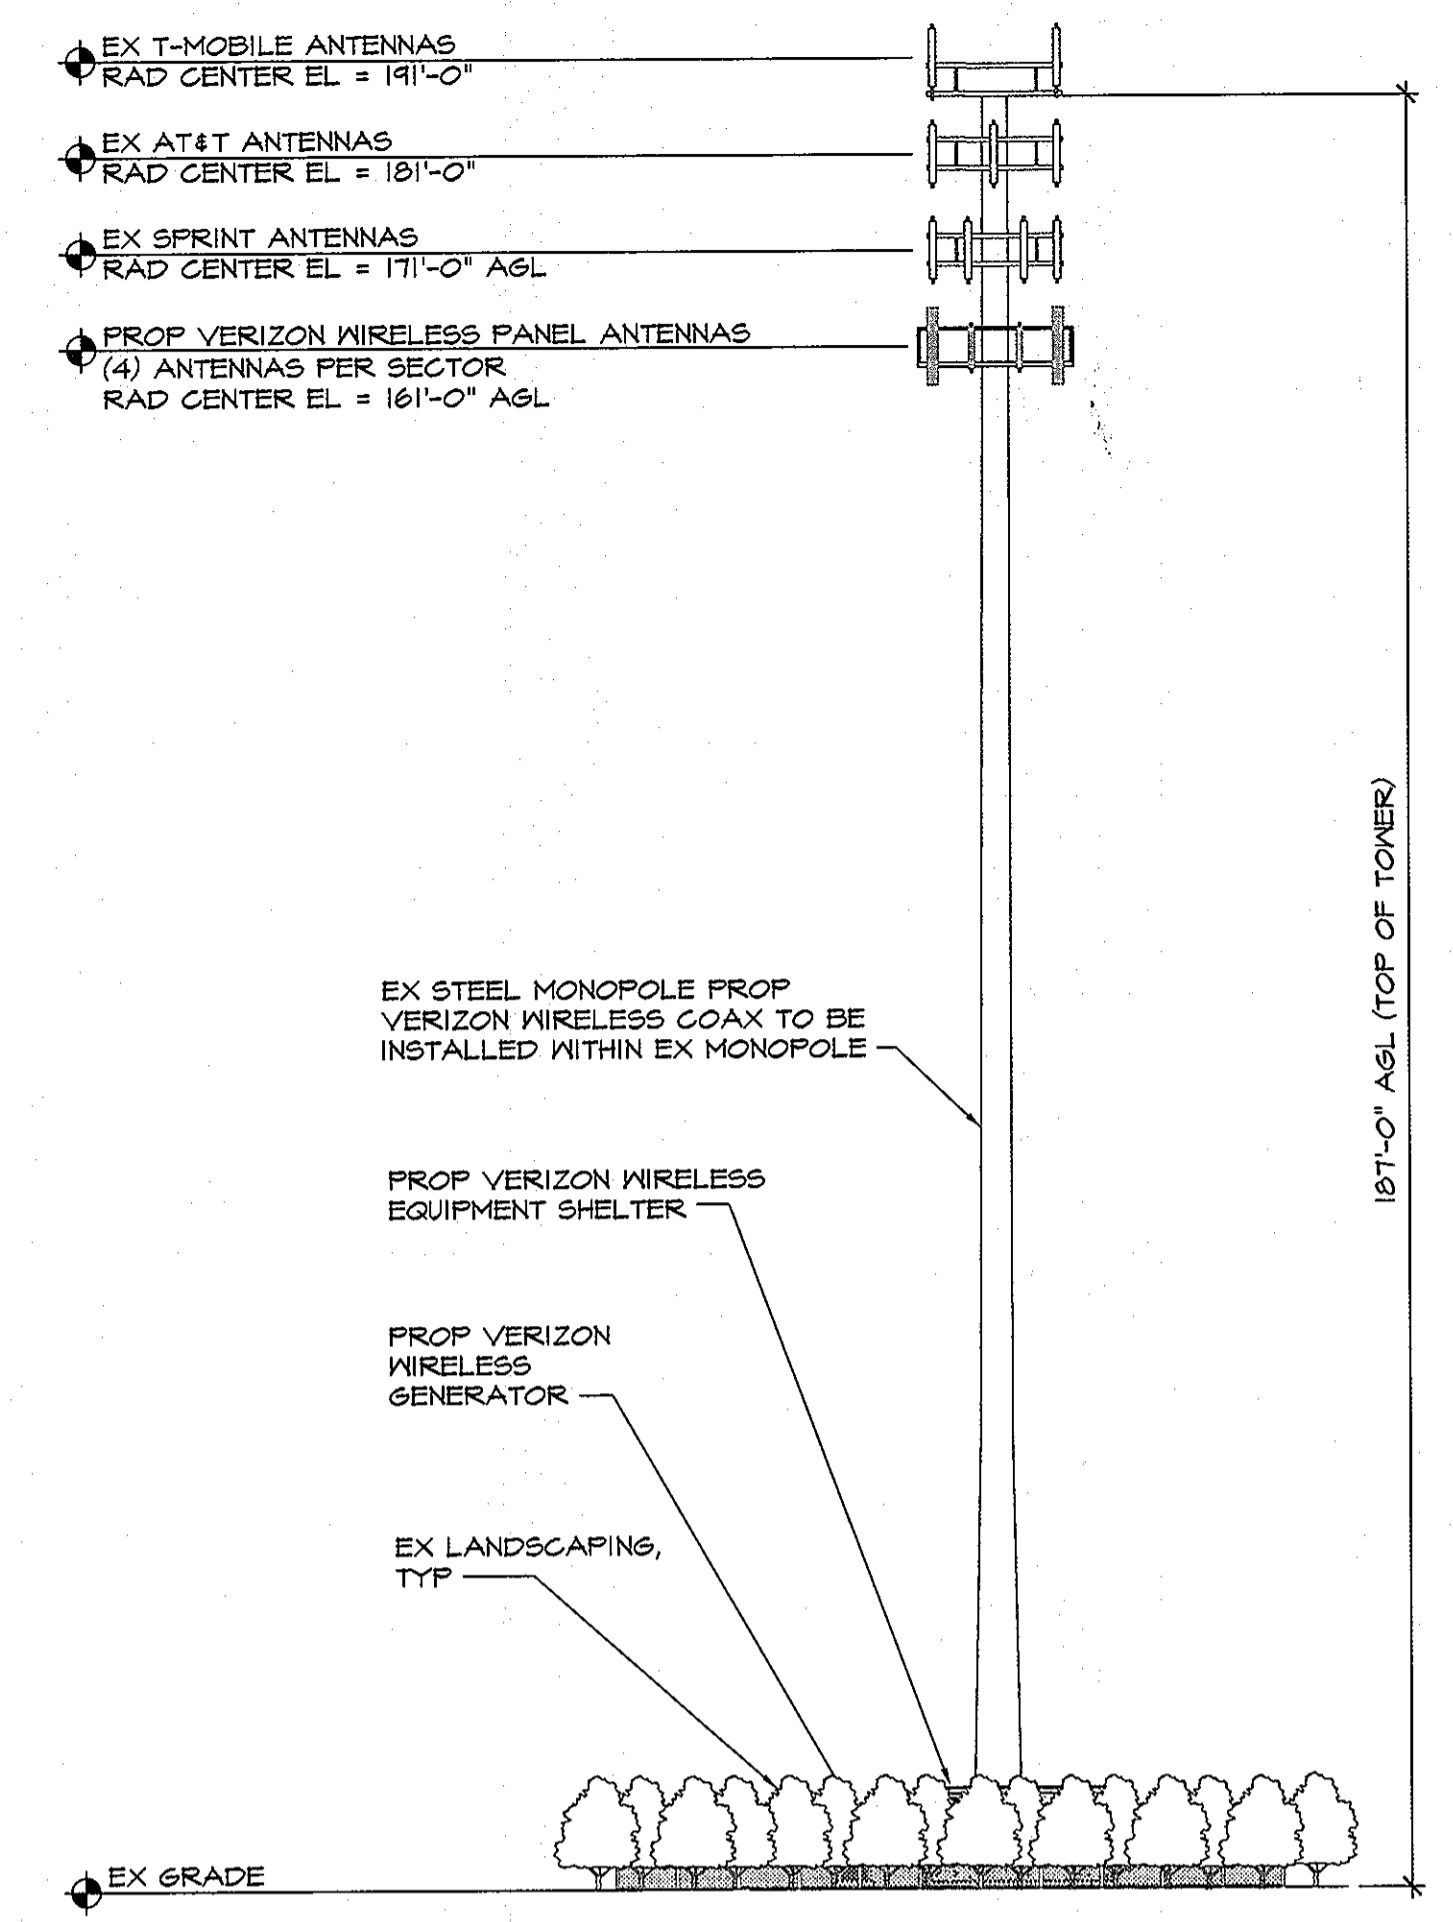 EX T-MOBILE ANTENNAS
RAD CENTER EL = 191'-0"
EX AT&T ANTENNAS
RAD CENTER EL = 181'-0"
EX SPRINT ANTENNAS
RAD CENTER EL = 171'-0" AGL
PROP VERIZON WIRELESS PANEL ANTENNAS
(4) ANTENNAS PER SECTOR
RAD CENTER EL = 161'-0" AGL
EX STEEL MONOPOLE PROP
VERIZON WIRELESS COAX TO BE
INSTALLED WITHIN EX MONOPOLE
187'-0" AGL (TOP OF TOWER)
PROP VERIZON WIRELESS
EQUIPMENT SHELTER
PROP VERIZON
WIRELESS
GENERATOR
EX LANDSCAPING,
TYP
EX GRADE